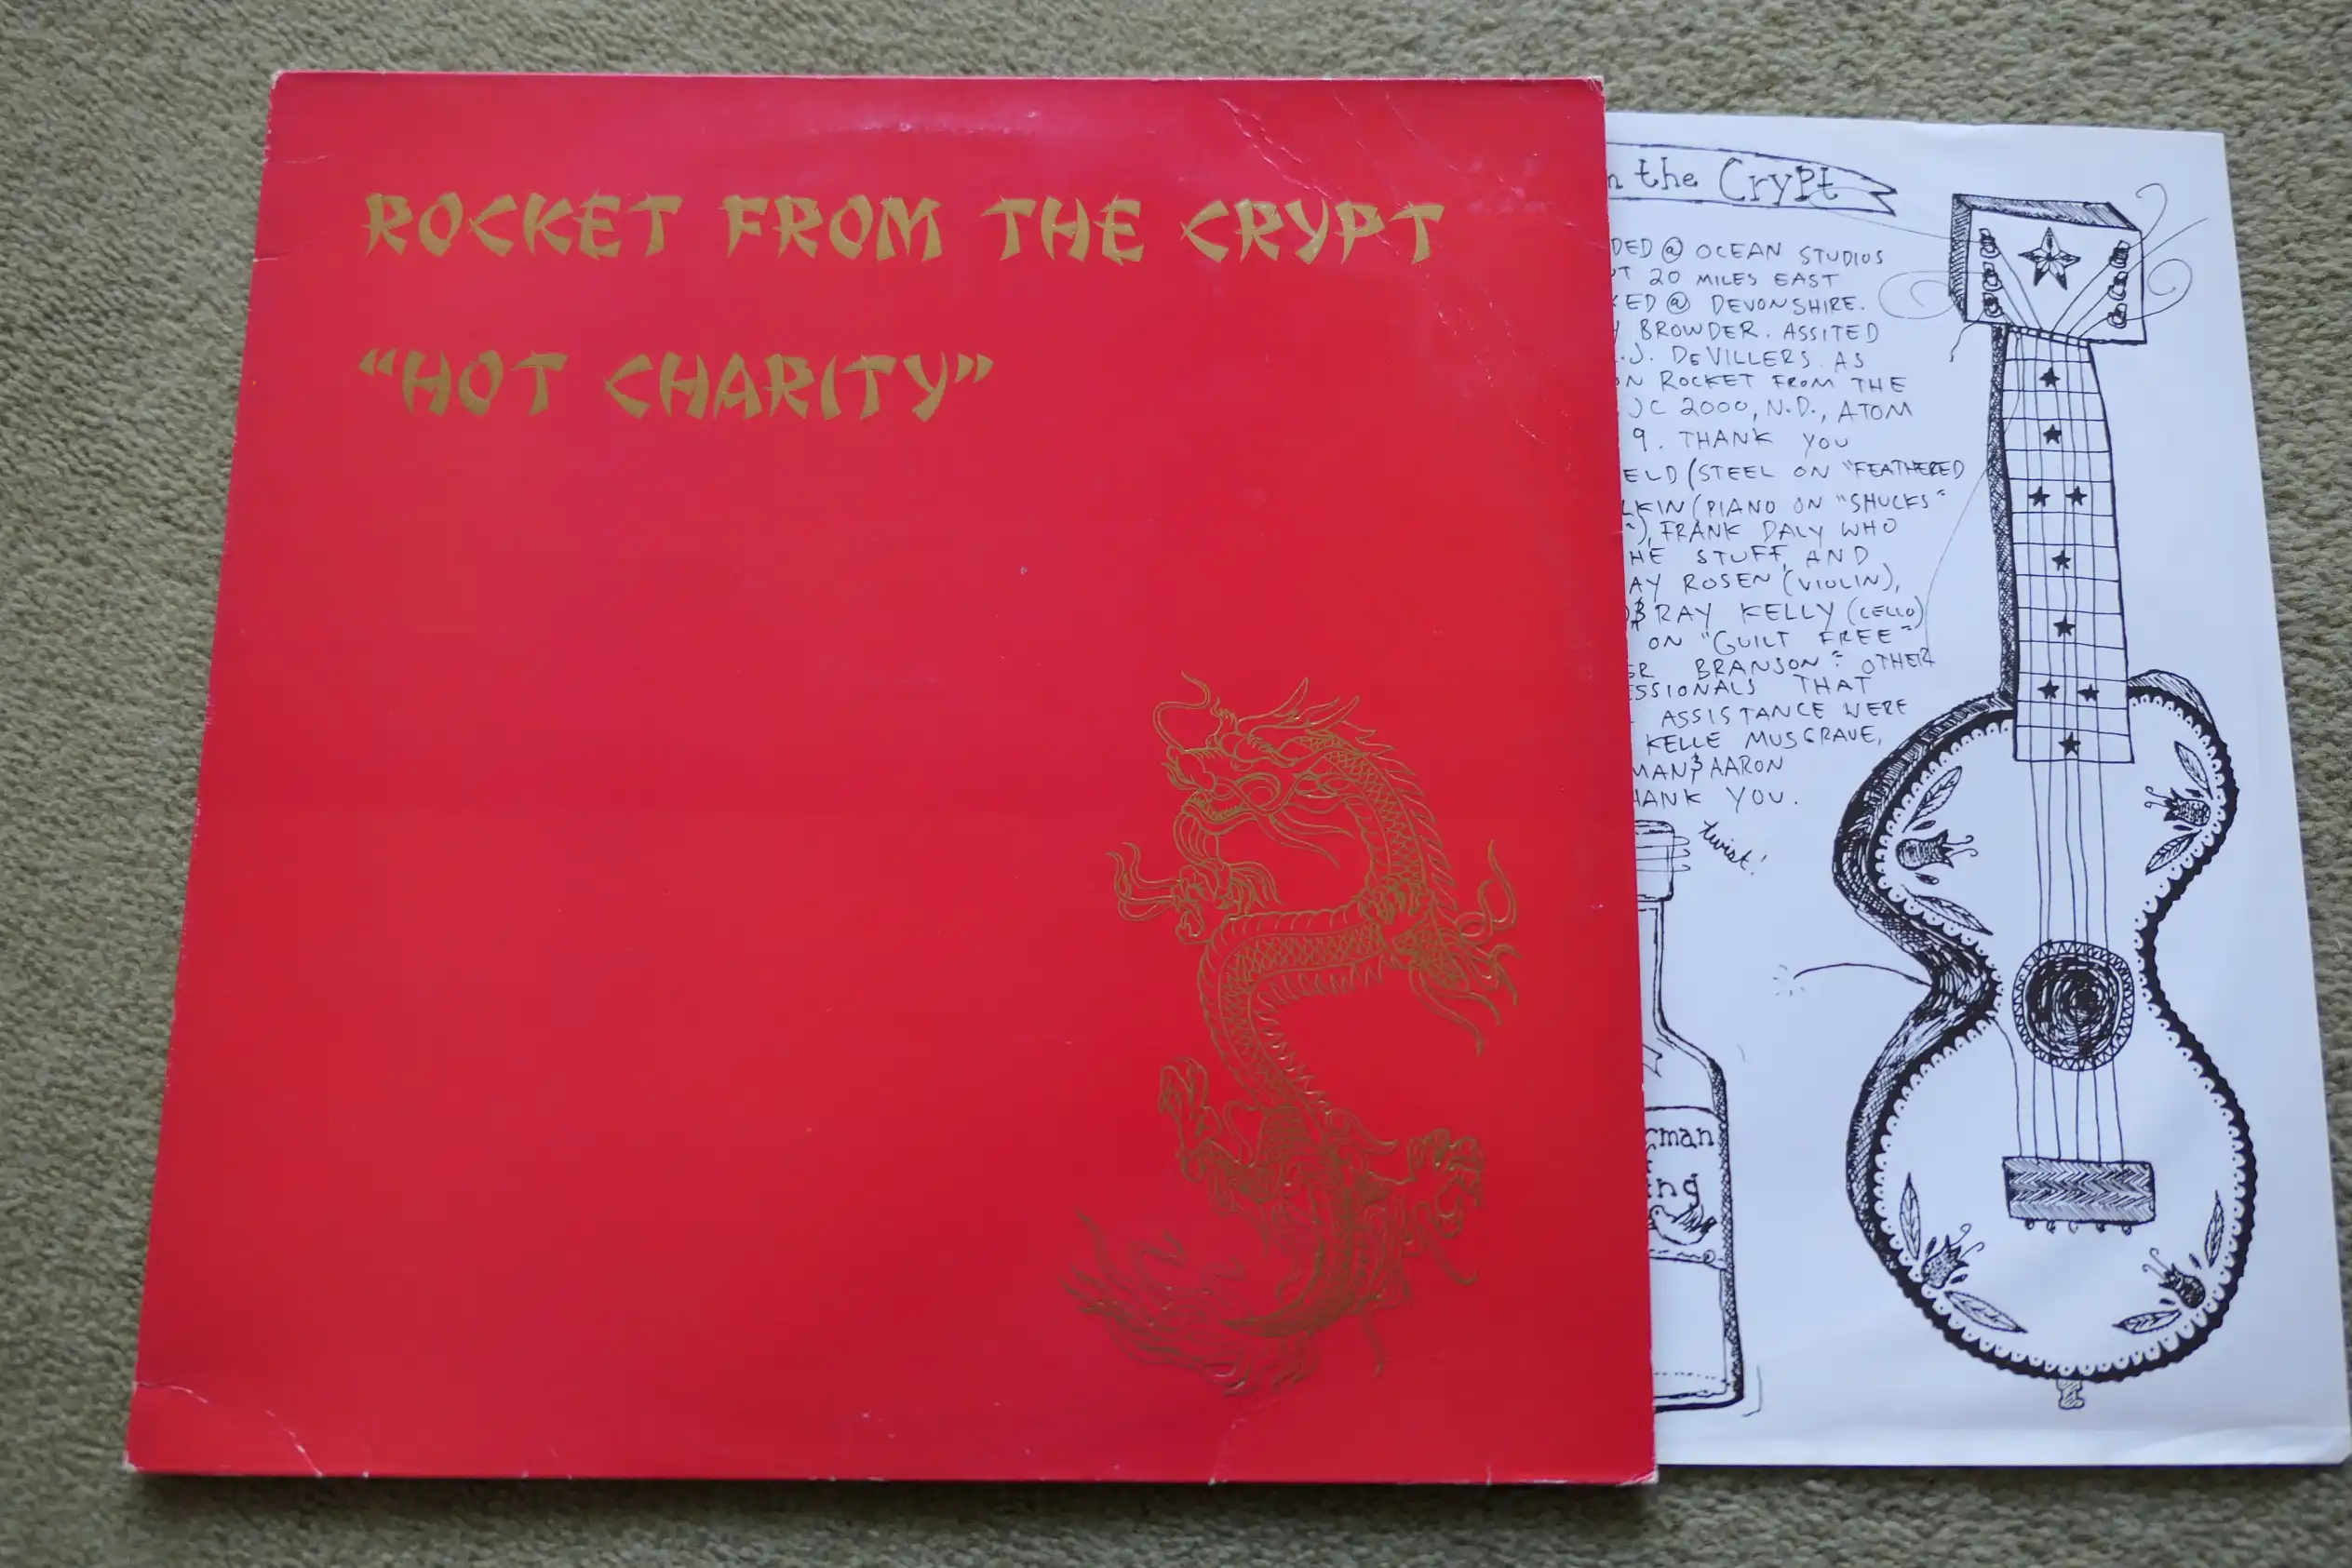 ROCKET FROM THE CRYPT
"HOT CHARITY"
the Crypt
DED @ OCEAN STUDIOS
20 MILES EAST
ED @ DEVONSHIRE.
BROWDER. ASSITED
J. DEVILLERS. AS
ON ROCKET FROM THE
JC 2000, N.D., ATOM
9. THANK YOU
ELD (STEEL ON "FEATHERED
LKIN (PIANO ON "SHUCKS"
), FRANK DALY WHO
HE STUFF, AND
AY ROSEN (VIOLIN),
& RAY KELLY (CELLO)
ON "GUILT FREE"
BRANSON" OTHER
ESSIONALS THAT
ASSISTANCE WERE
KELLE MUSGRAVE,
MAN & AARON
HANK YOU.
twist!
man